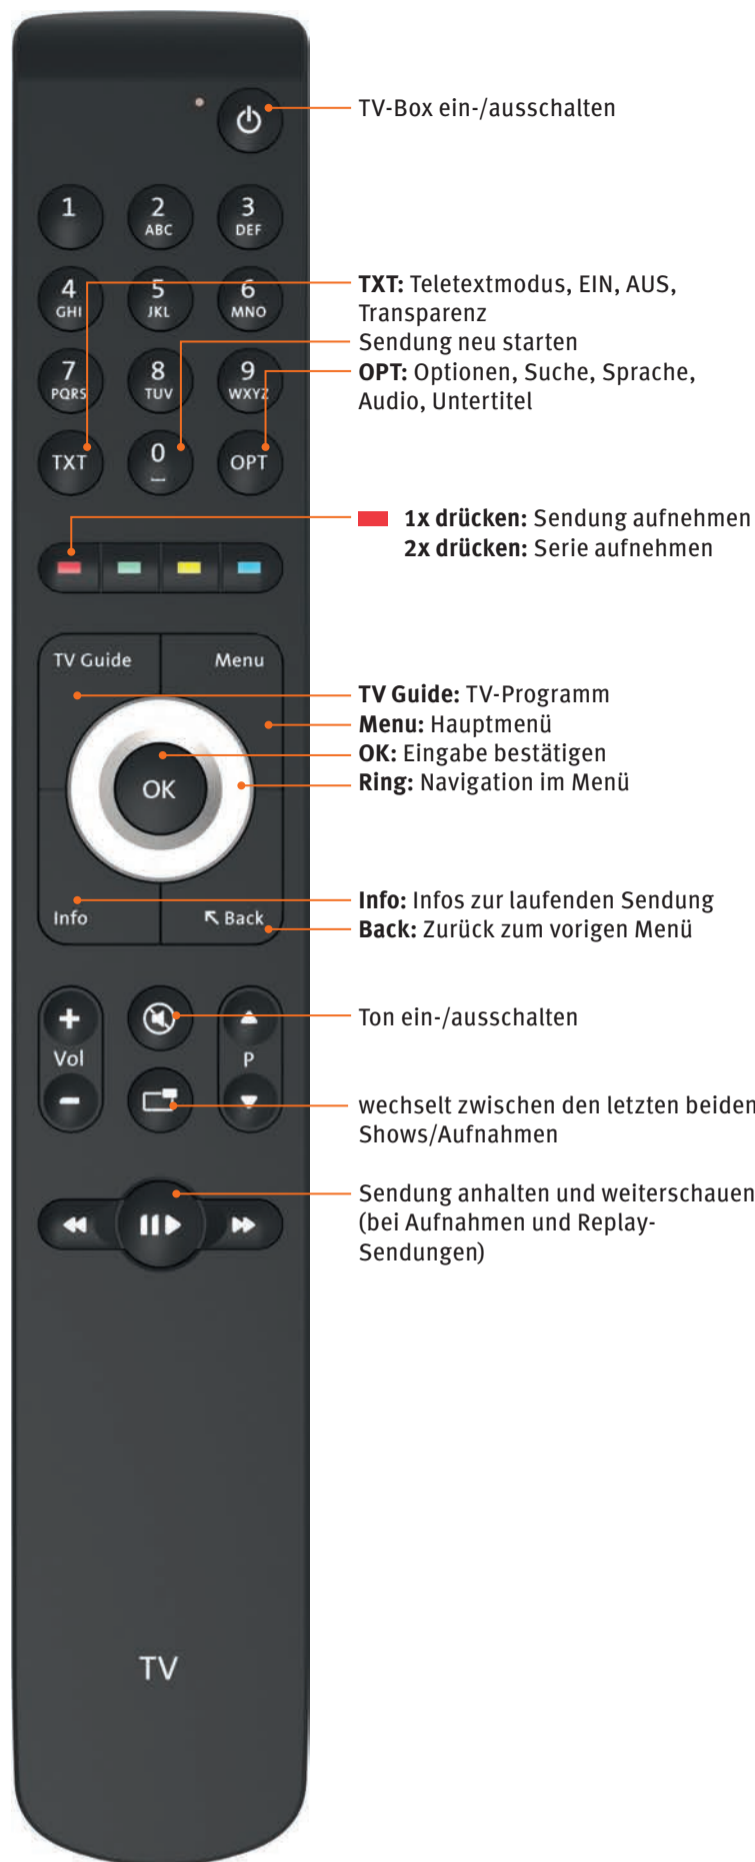 TV-Box ein-/ausschalten
1
2
ABC
3
DEF
4
GHI
5
JKL
6
MNO
7
PQRS
8
TUV
9
WXYZ
TXT
0
OPT
TXT: Teletextmodus, EIN, AUS,
Transparenz
Sendung neu starten
OPT: Optionen, Suche, Sprache,
Audio, Untertitel
1x drücken: Sendung aufnehmen
2x drücken: Serie aufnehmen
TV Guide
Menu
OK
Info
Back
TV Guide: TV-Programm
Menu: Hauptmenü
OK: Eingabe bestätigen
Ring: Navigation im Menü
Info: Infos zur laufenden Sendung
Back: Zurück zum vorigen Menü
+
Vol
-
P
Ton ein-/ausschalten
wechselt zwischen den letzten beiden
Shows/Aufnahmen
Sendung anhalten und weiterschauen
(bei Aufnahmen und Replay-
Sendungen)
TV